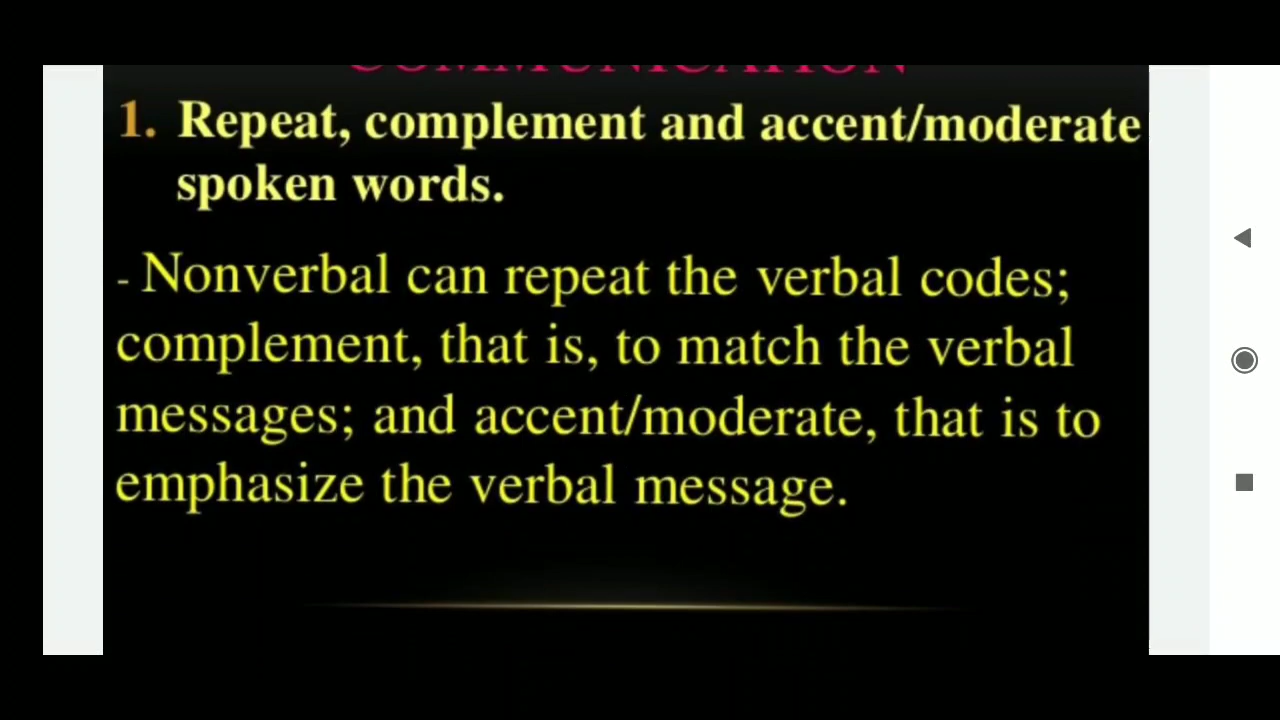 COMMUNICATION
1. Repeat, complement and accent/moderate
spoken words.
- Nonverbal can repeat the verbal codes;
complement, that is, to match the verbal
messages; and accent/moderate, that is to
emphasize the verbal message.